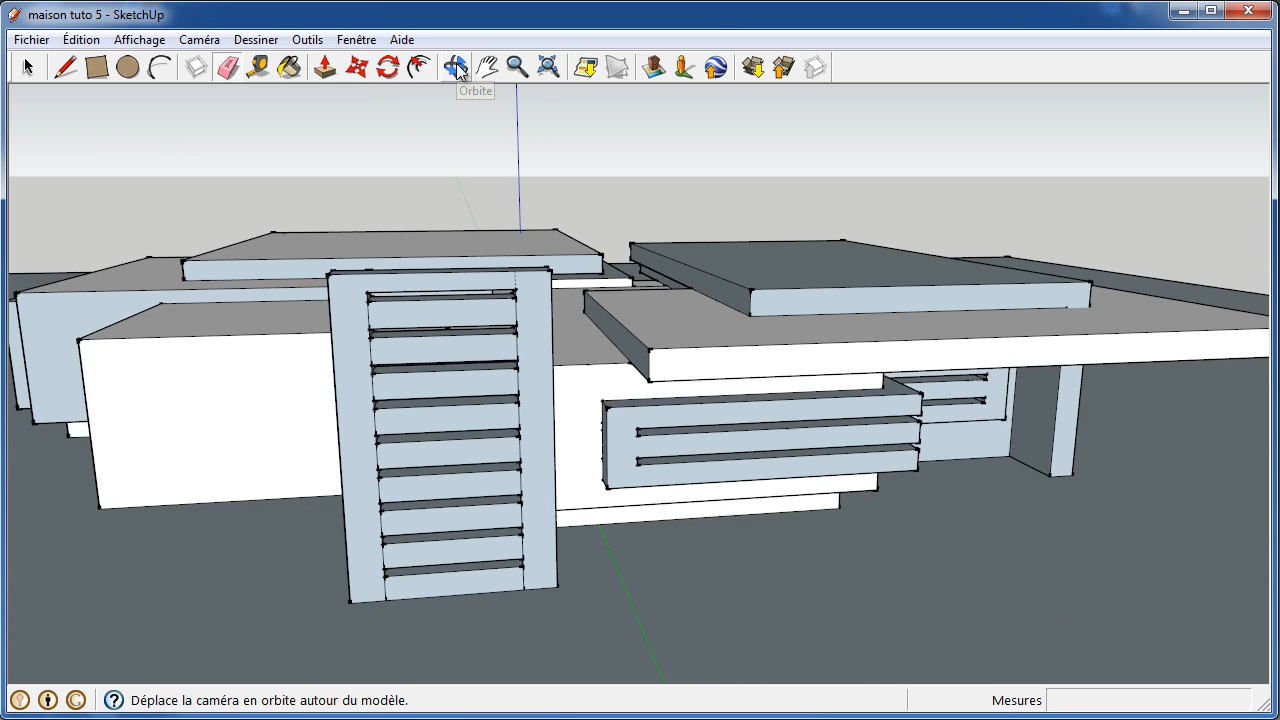 maison tuto 5 - SketchUp
Fichier Édition Affichage Caméra Dessiner Outils Fenêtre Aide
Orbite
Déplace la caméra en orbite autour du modèle. Mesures